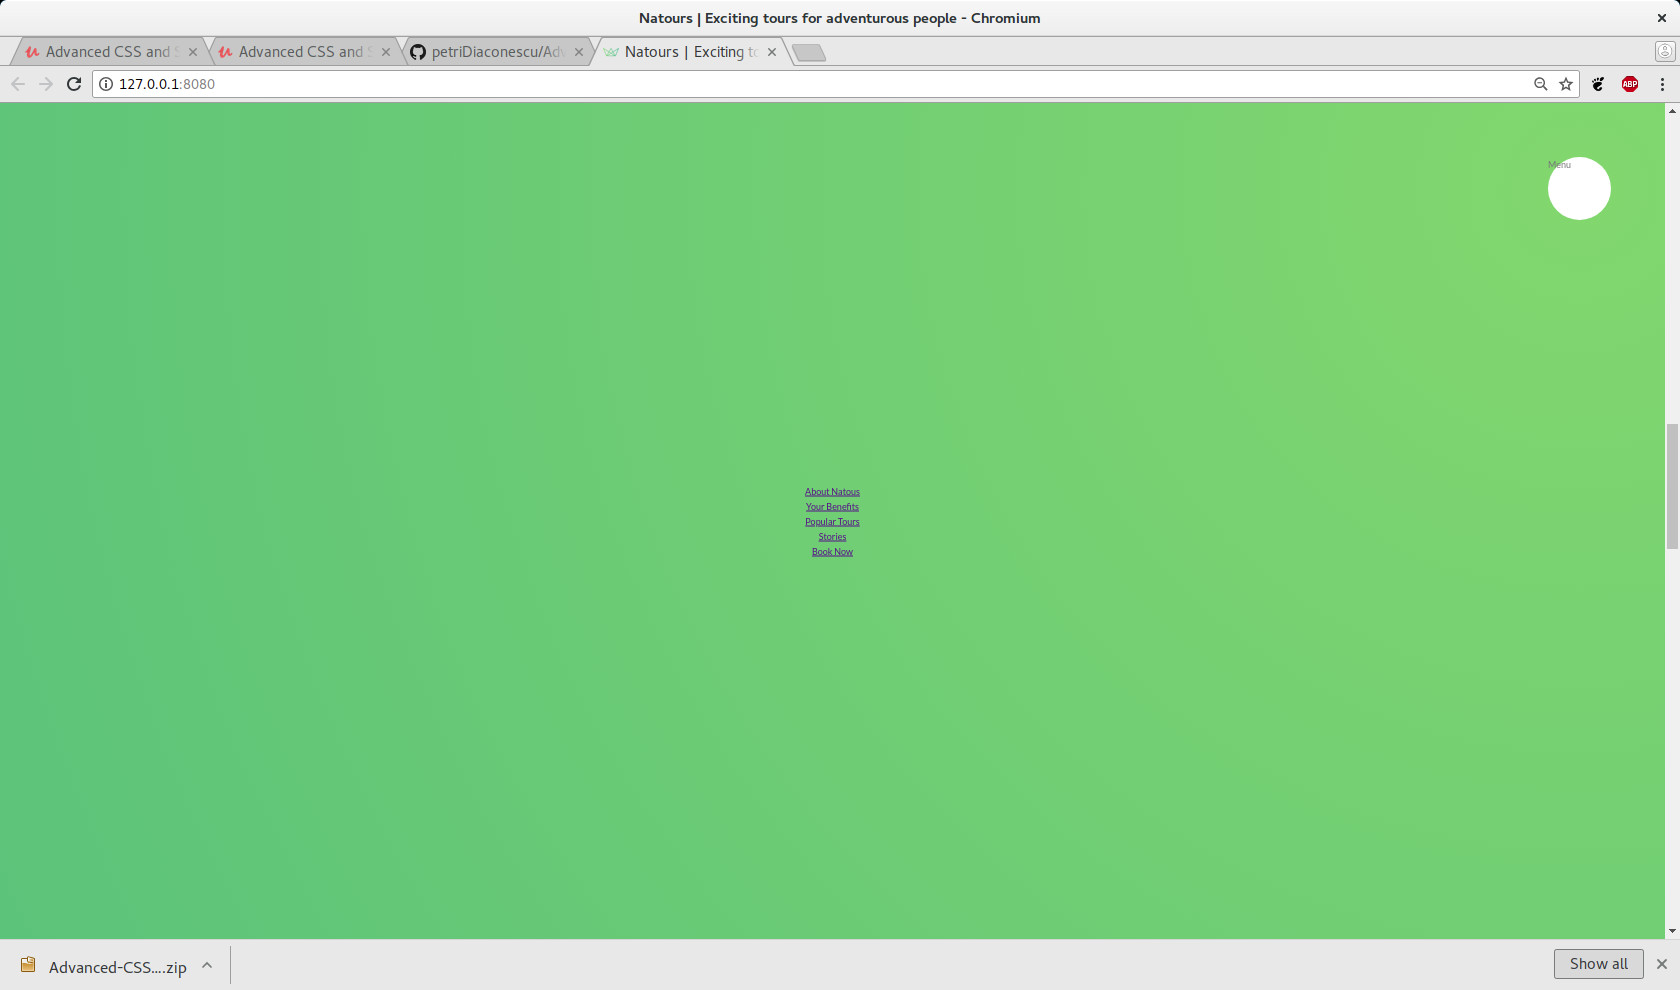 Natours | Exciting tours for adventurous people - Chromium
Advanced CSS and S
Advanced CSS and S
petriDiaconescu/Adv
Natours | Exciting to
127.0.0.1:8080
ABP
Menu
About Natous
Your Benefits
Popular Tours
Stories
Book Now
Advanced-CSS....zip
Show all